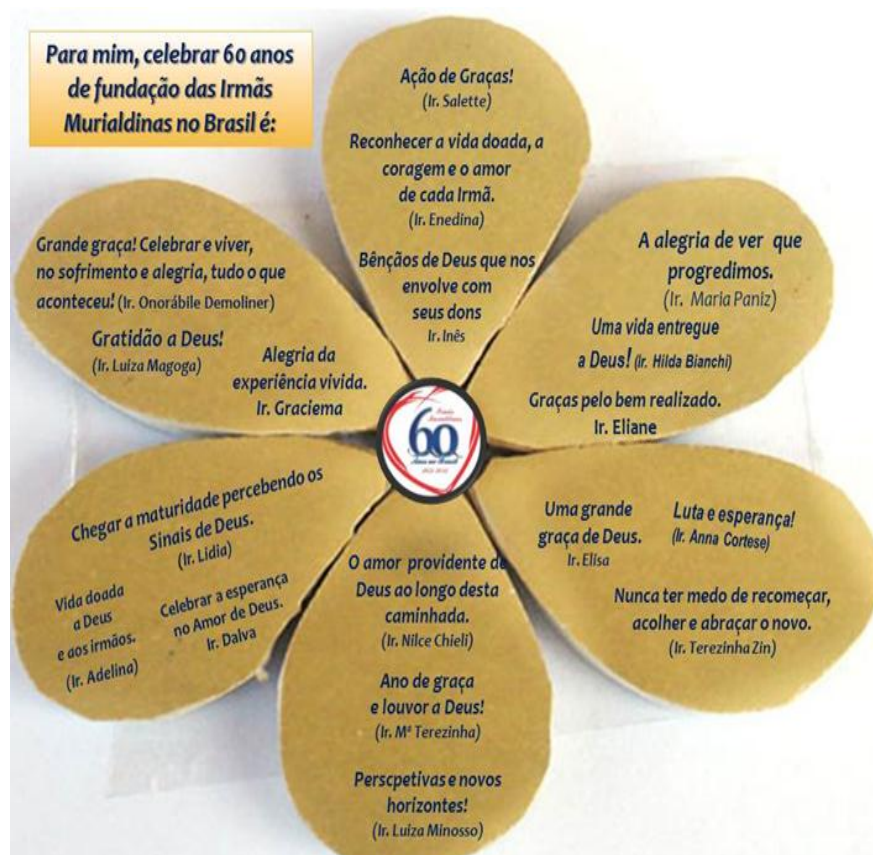 Para mim, celebrar 60 anos
de fundação das Irmãs
Murialdinas no Brasil é:
Ação de Graças!
(Ir. Salette)
Reconhecer a vida doada, a
coragem e o amor
de cada Irmã.
(Ir. Enedina)
Bênçãos de Deus que nos
envolve com
seus dons
Ir. Inês
A alegria de ver que
progredimos.
(Ir. Maria Paniz)
Uma vida entregue
a Deus! (Ir. Hilda Bianchi)
Graças pelo bem realizado.
Ir. Eliane
Grande graça! Celebrar e viver,
no sofrimento e alegria, tudo o que
aconteceu! (Ir. Onorábile Demoliner)
Gratidão a Deus!
(Ir. Luiza Magoga)
Alegria da
experiência vivida.
Ir. Graciema
60
Chegar a maturidade percebendo os
Sinais de Deus.
(Ir. Lidia)
Vida doada
a Deus
e aos irmãos.
(Ir. Adelina)
Celebrar a esperança
no Amor de Deus.
Ir. Dalva
O amor providente de
Deus ao longo desta
caminhada.
(Ir. Nilce Chieli)
Ano de graça
e louvor a Deus!
(Ir. Mª Terezinha)
Perscpetivas e novos
horizontes!
(Ir. Luiza Minosso)
Uma grande
graça de Deus.
Ir. Elisa
Luta e esperança!
(Ir. Anna Cortese)
Nunca ter medo de recomeçar,
acolher e abraçar o novo.
(Ir. Terezinha Zin)